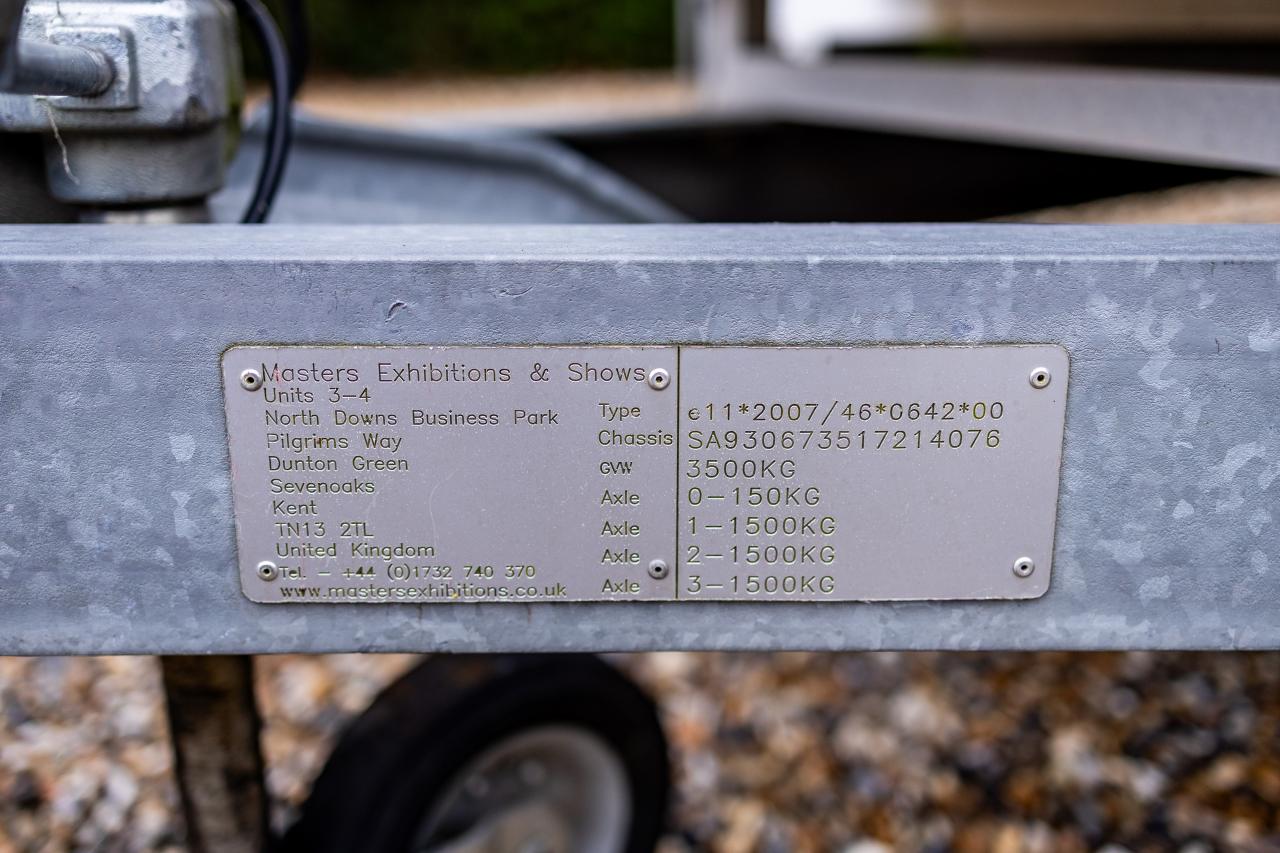 Masters Exhibitions & Shows
Units 3-4
North Downs Business Park
Pilgrims Way
Dunton Green
Sevenoaks
Kent
TN13 2TL
United Kingdom
Tel. - +44 (0)1732 740 370
www.mastersexhibitions.co.uk
Type e11*2007/46*0642*00
Chassis SA930673517214076
GVW 3500KG
Axle 0-150KG
Axle 1-1500KG
Axle 2-1500KG
Axle 3-1500KG